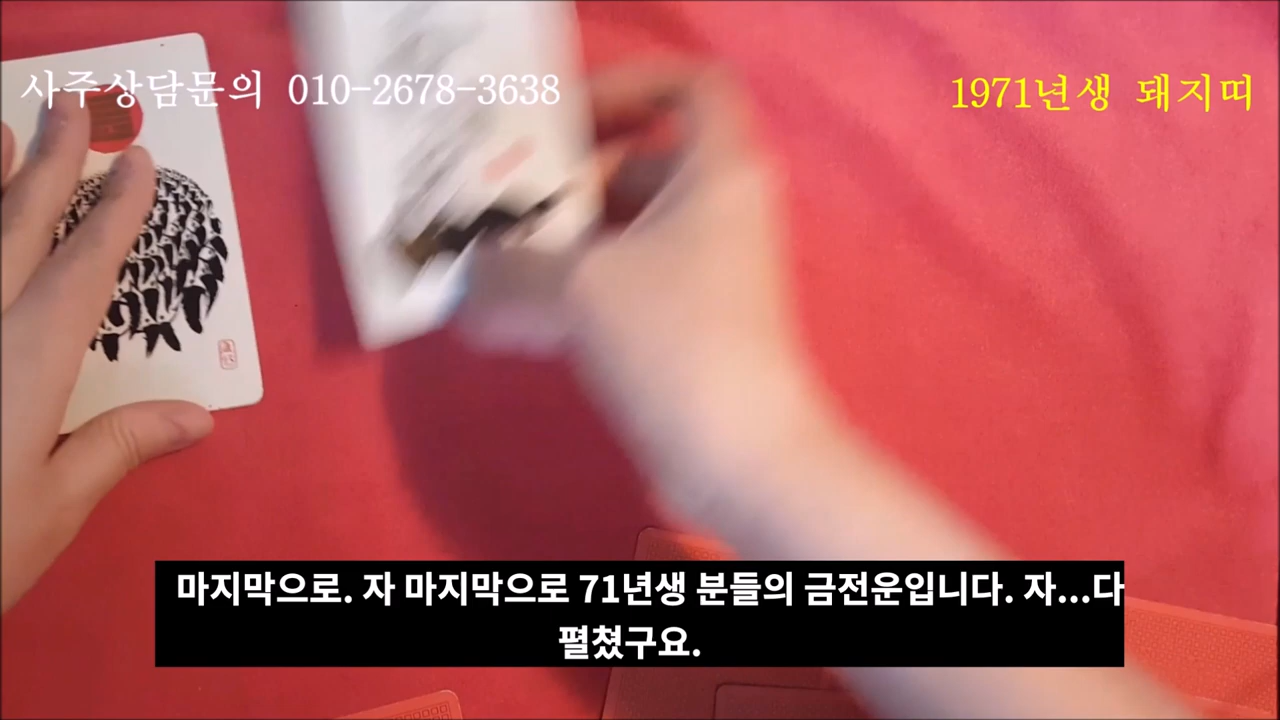 사주상담문의 010-2678-3638
1971년생 돼지띠
마지막으로. 자 마지막으로 71년생 분들의 금전운입니다. 자...다
펼쳤구요.